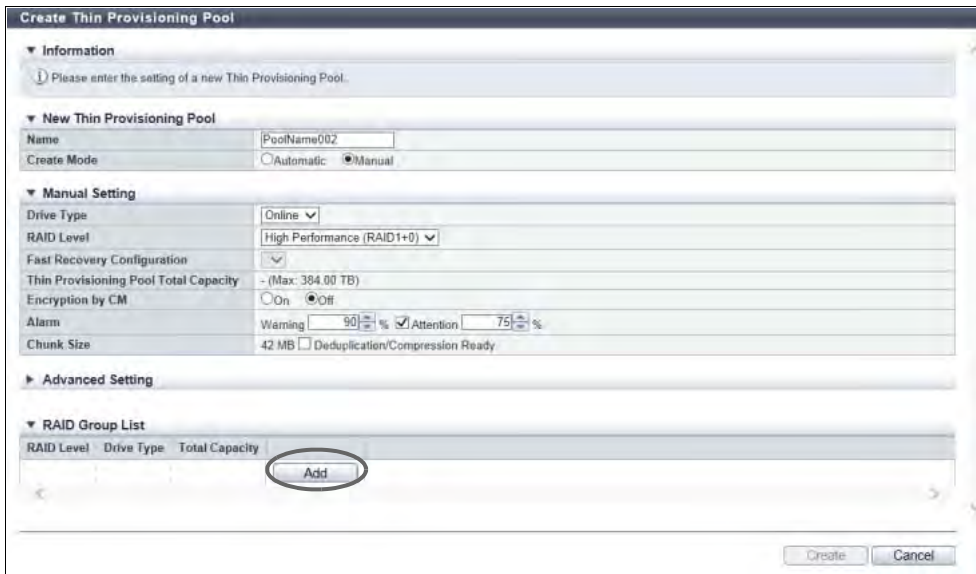 Create Thin Provisioning Pool
Information
Please enter the setting of a new Thin Provisioning Pool.
New Thin Provisioning Pool
Name PoolName002
Create Mode Automatic Manual
Manual Setting
Drive Type Online
RAID Level High Performance (RAID1+0)
Fast Recovery Configuration
Thin Provisioning Pool Total Capacity - (Max: 384.00 TB)
Encryption by CM On Off
Alarm Warning 90 % Attention 75 %
Chunk Size 42 MB Deduplication/Compression Ready
Advanced Setting
RAID Group List
RAID Level Drive Type Total Capacity
Add
Create Cancel